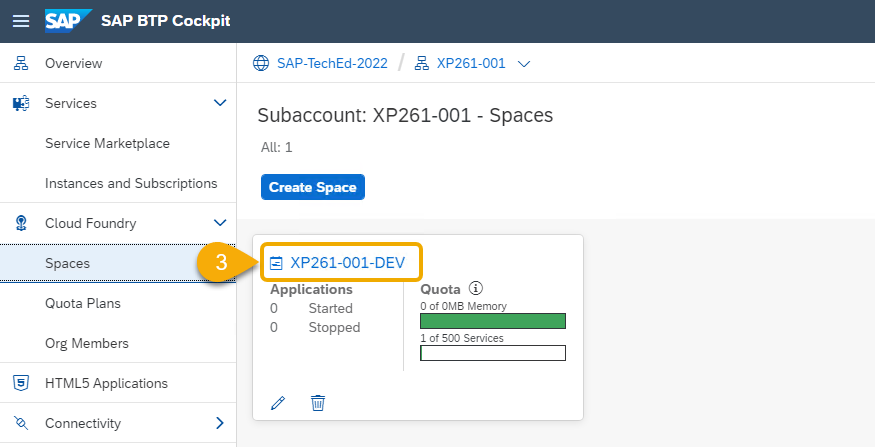 SAP SAP BTP Cockpit
Overview
Services
Service Marketplace
Instances and Subscriptions
Cloud Foundry
Spaces
Quota Plans
Org Members
HTML5 Applications
Connectivity
SAP-TechEd-2022 / XP261-001
Subaccount: XP261-001 - Spaces
All: 1
Create Space
3
XP261-001-DEV
Applications
0 Started
0 Stopped
Quota
0 of 0MB Memory
1 of 500 Services